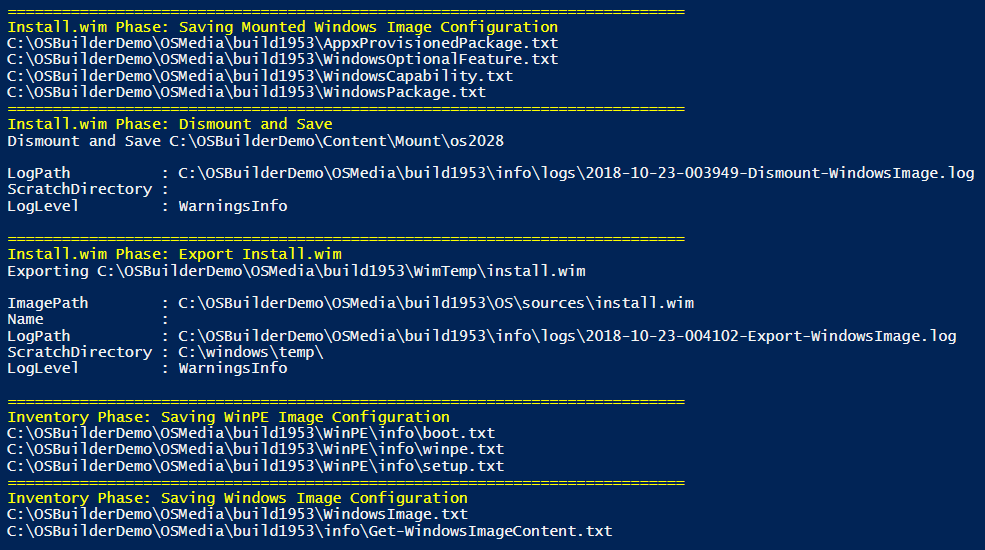 ===========================================================================
Install.wim Phase: Saving Mounted Windows Image Configuration
C:\OSBuilderDemo\OSMedia\build1953\AppxProvisionedPackage.txt
C:\OSBuilderDemo\OSMedia\build1953\WindowsOptionalFeature.txt
C:\OSBuilderDemo\OSMedia\build1953\WindowsCapability.txt
C:\OSBuilderDemo\OSMedia\build1953\WindowsPackage.txt
===========================================================================
Install.wim Phase: Dismount and Save
Dismount and Save C:\OSBuilderDemo\Content\Mount\os2028
LogPath          : C:\OSBuilderDemo\OSMedia\build1953\info\logs\2018-10-23-003949-Dismount-WindowsImage.log
ScratchDirectory :
LogLevel         : WarningsInfo
===========================================================================
Install.wim Phase: Export Install.wim
Exporting C:\OSBuilderDemo\OSMedia\build1953\WimTemp\install.wim
ImagePath        : C:\OSBuilderDemo\OSMedia\build1953\OS\sources\install.wim
Name             :
LogPath          : C:\OSBuilderDemo\OSMedia\build1953\info\logs\2018-10-23-004102-Export-WindowsImage.log
ScratchDirectory : C:\windows\temp\
LogLevel         : WarningsInfo
===========================================================================
Inventory Phase: Saving WinPE Image Configuration
C:\OSBuilderDemo\OSMedia\build1953\WinPE\info\boot.txt
C:\OSBuilderDemo\OSMedia\build1953\WinPE\info\winpe.txt
C:\OSBuilderDemo\OSMedia\build1953\WinPE\info\setup.txt
===========================================================================
Inventory Phase: Saving Windows Image Configuration
C:\OSBuilderDemo\OSMedia\build1953\WindowsImage.txt
C:\OSBuilderDemo\OSMedia\build1953\info\Get-WindowsImageContent.txt